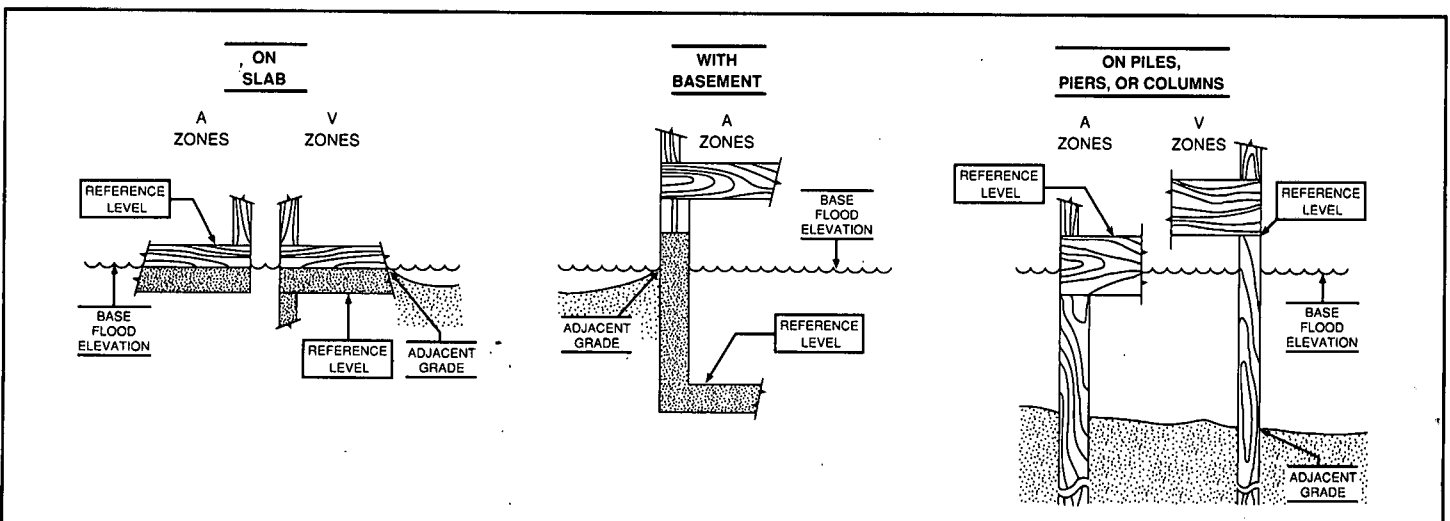 ON
SLAB
A
ZONES
V
ZONES
REFERENCE
LEVEL
BASE
FLOOD
ELEVATION
REFERENCE
LEVEL
ADJACENT
GRADE
WITH
BASEMENT
A
ZONES
BASE
FLOOD
ELEVATION
ADJACENT
GRADE
REFERENCE
LEVEL
ON PILES,
PIERS, OR COLUMNS
A
ZONES
V
ZONES
REFERENCE
LEVEL
REFERENCE
LEVEL
BASE
FLOOD
ELEVATION
ADJACENT
GRADE